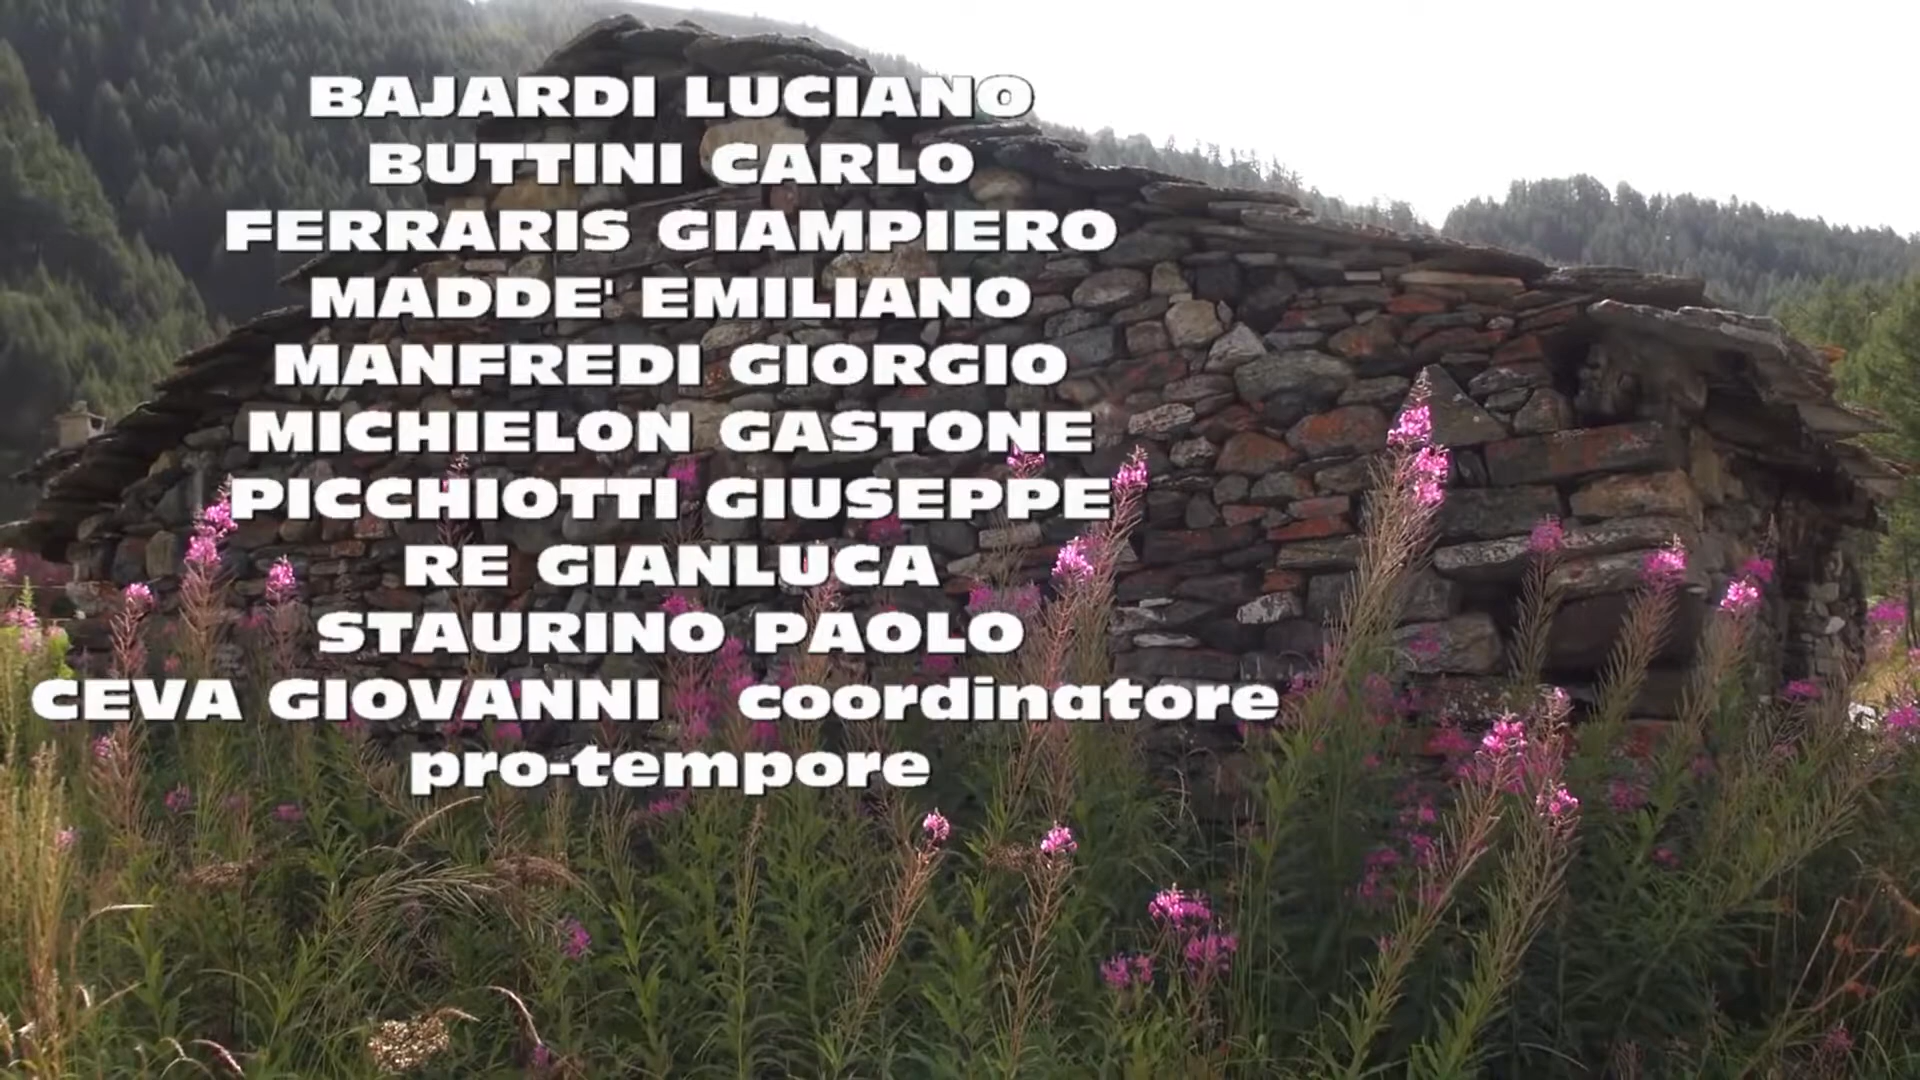 BAJARDI LUCIANO
BUTTINI CARLO
FERRARIS GIAMPIERO
MADDE' EMILIANO
MANFREDI GIORGIO
MICHIELON GASTONE
PICCHIOTTI GIUSEPPE
RE GIANLUCA
STAURINO PAOLO
CEVA GIOVANNI coordinatore
pro-tempore